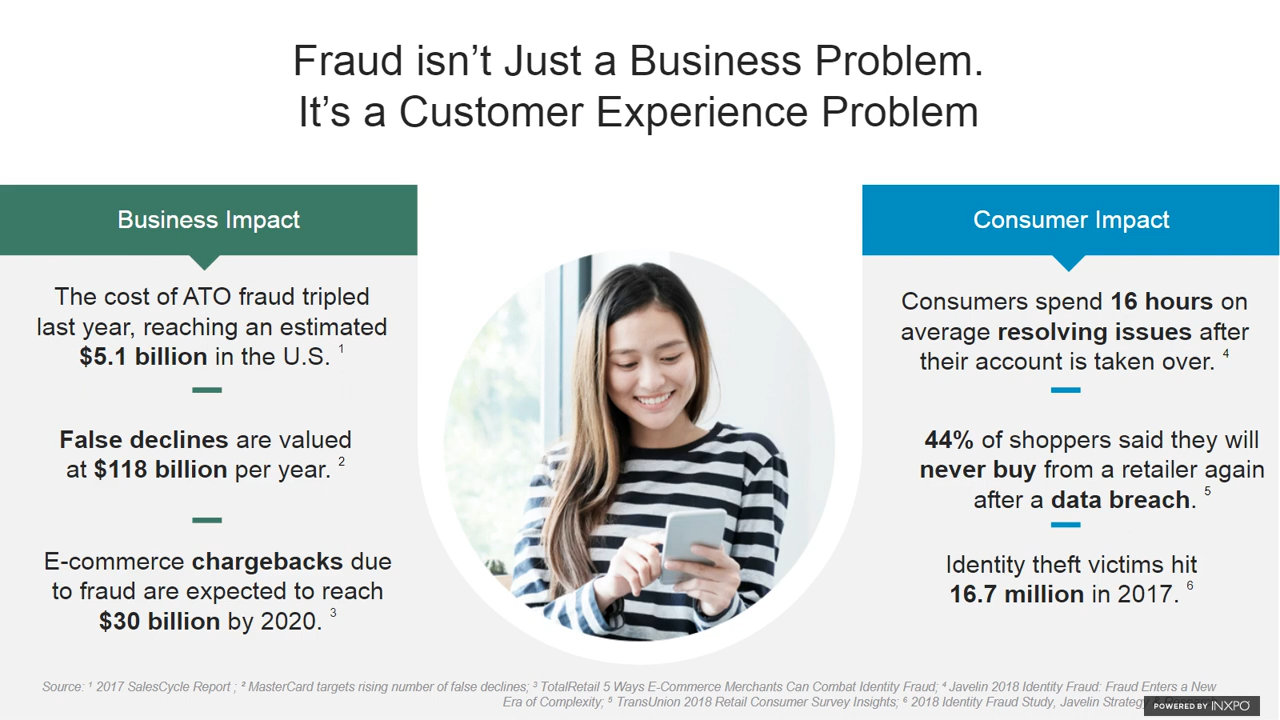 Fraud isn’t Just a Business Problem.
It’s a Customer Experience Problem
Business Impact
The cost of ATO fraud tripled
last year, reaching an estimated
$5.1 billion in the U.S. ¹
False declines are valued
at $118 billion per year. ²
E-commerce chargebacks due
to fraud are expected to reach
$30 billion by 2020. ³
Consumer Impact
Consumers spend 16 hours on
average resolving issues after
their account is taken over. ⁴
44% of shoppers said they will
never buy from a retailer again
after a data breach. ⁵
Identity theft victims hit
16.7 million in 2017. ⁶
Source: ¹ 2017 SalesCycle Report ; ² MasterCard targets rising number of false declines; ³ TotalRetail 5 Ways E-Commerce Merchants Can Combat Identity Fraud; ⁴ Javelin 2018 Identity Fraud: Fraud Enters a New
Era of Complexity; ⁵ TransUnion 2018 Retail Consumer Survey Insights; ⁶ 2018 Identity Fraud Study, Javelin Strategy
POWERED BY INXPO